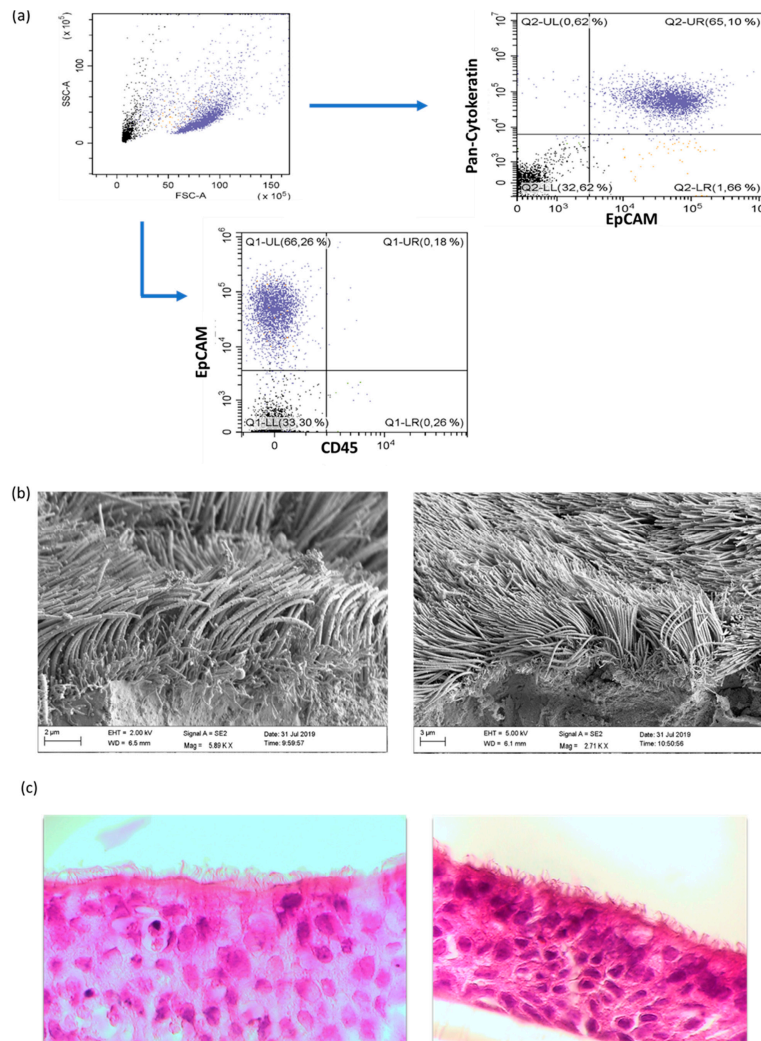 (a)
(x 10⁵)
100
50
0
SSC-A
0
50
100
150
FSC-A
(x 10⁵)
Q2-UL(0,62 %)
Q2-UR(65,10 %)
Pan-Cytokeratin
10⁶
10⁵
10⁴
10³
0
Q2-LL(32,62 %)
Q2-LR(1,66 %)
0
10³
10⁴
10⁵
EpCAM
Q1-UL(66,26 %)
Q1-UR(0,18 %)
EpCAM
10⁶
10⁵
10⁴
10³
0
Q1-LL(33,30 %)
Q1-LR(0,26 %)
0
10⁴
CD45
(b)
2 µm
EHT = 2.00 kV
Signal A = SE2
Date: 31 Jul 2019
WD = 6.5 mm
Mag = 5.89 K X
Time: 9:59:57
3 µm
EHT = 5.00 kV
Signal A = SE2
Date: 31 Jul 2019
WD = 6.1 mm
Mag = 2.71 K X
Time: 10:50:56
(c)